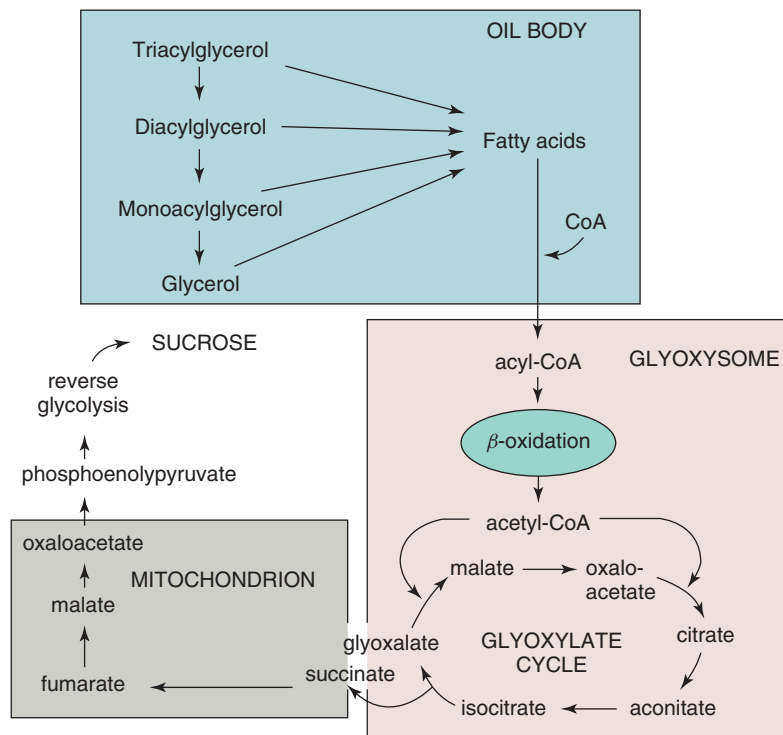 OIL BODY
Triacylglycerol
Diacylglycerol
Fatty acids
Monoacylglycerol
CoA
Glycerol
SUCROSE
reverse
glycolysis
phosphoenolpyruvate
acyl-CoA
GLYOXYSOME
β-oxidation
acetyl-CoA
oxaloacetate
MITOCHONDRION
malate
fumarate
malate
oxalo-
acetate
glyoxalate
GLYOXYLATE
CYCLE
citrate
succinate
isocitrate
aconitate